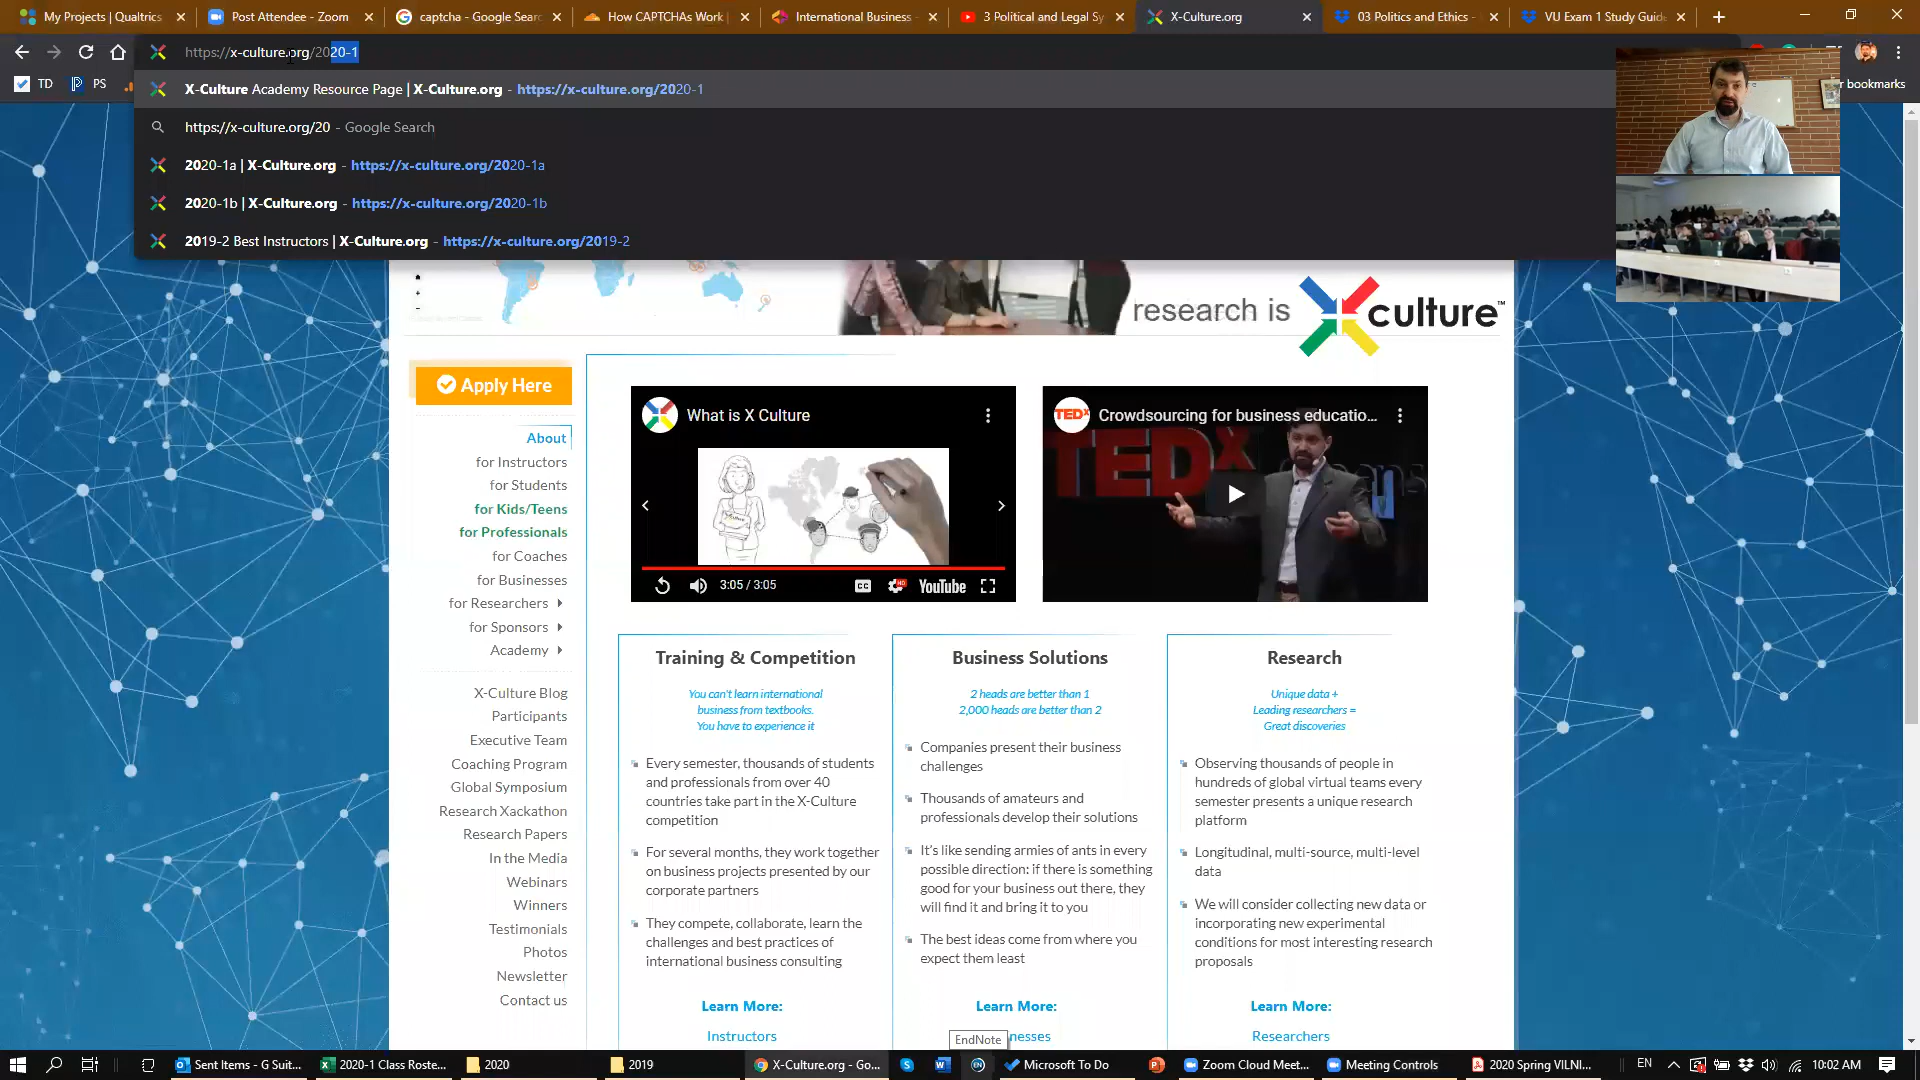 My Projects | Qualtrics
Post Attendee - Zoom
captcha - Google Searc
How CAPTCHAs Work |
International Business -
3 Political and Legal Sy
X-Culture.org
03 Politics and Ethics -
VU Exam 1 Study Guid
https://x-culture.org/2020-1
TD
PS
r bookmarks
X-Culture Academy Resource Page | X-Culture.org - https://x-culture.org/2020-1
https://x-culture.org/20 - Google Search
2020-1a | X-Culture.org - https://x-culture.org/2020-1a
2020-1b | X-Culture.org - https://x-culture.org/2020-1b
2019-2 Best Instructors | X-Culture.org - https://x-culture.org/2019-2
research is
culture™
Apply Here
About
for Instructors
for Students
for Kids/Teens
for Professionals
for Coaches
for Businesses
for Researchers
for Sponsors
Academy
X-Culture Blog
Participants
Executive Team
Coaching Program
Global Symposium
Research Xackathon
Research Papers
In the Media
Webinars
Winners
Testimonials
Photos
Newsletter
Contact us
What is X Culture
3:05 / 3:05
CC
HD
YouTube
TEDx
Crowdsourcing for business educatio...
TEDx
Training & Competition
You can't learn international
business from textbooks.
You have to experience it
Every semester, thousands of students
and professionals from over 40
countries take part in the X-Culture
competition
For several months, they work together
on business projects presented by our
corporate partners
They compete, collaborate, learn the
challenges and best practices of
international business consulting
Learn More:
Instructors
Business Solutions
2 heads are better than 1
2,000 heads are better than 2
Companies present their business
challenges
Thousands of amateurs and
professionals develop their solutions
It's like sending armies of ants in every
possible direction: if there is something
good for your business out there, they
will find it and bring it to you
The best ideas come from where you
expect them least
Learn More:
nesses
EndNote
Research
Unique data +
Leading researchers =
Great discoveries
Observing thousands of people in
hundreds of global virtual teams every
semester presents a unique research
platform
Longitudinal, multi-source, multi-level
data
We will consider collecting new data or
incorporating new experimental
conditions for most interesting research
proposals
Learn More:
Researchers
Sent Items - G Suit...
2020-1 Class Roste...
2020
2019
X-Culture.org - Go...
EN
Microsoft To Do
Zoom Cloud Meet...
Meeting Controls
2020 Spring VILNI...
EN
10:02 AM